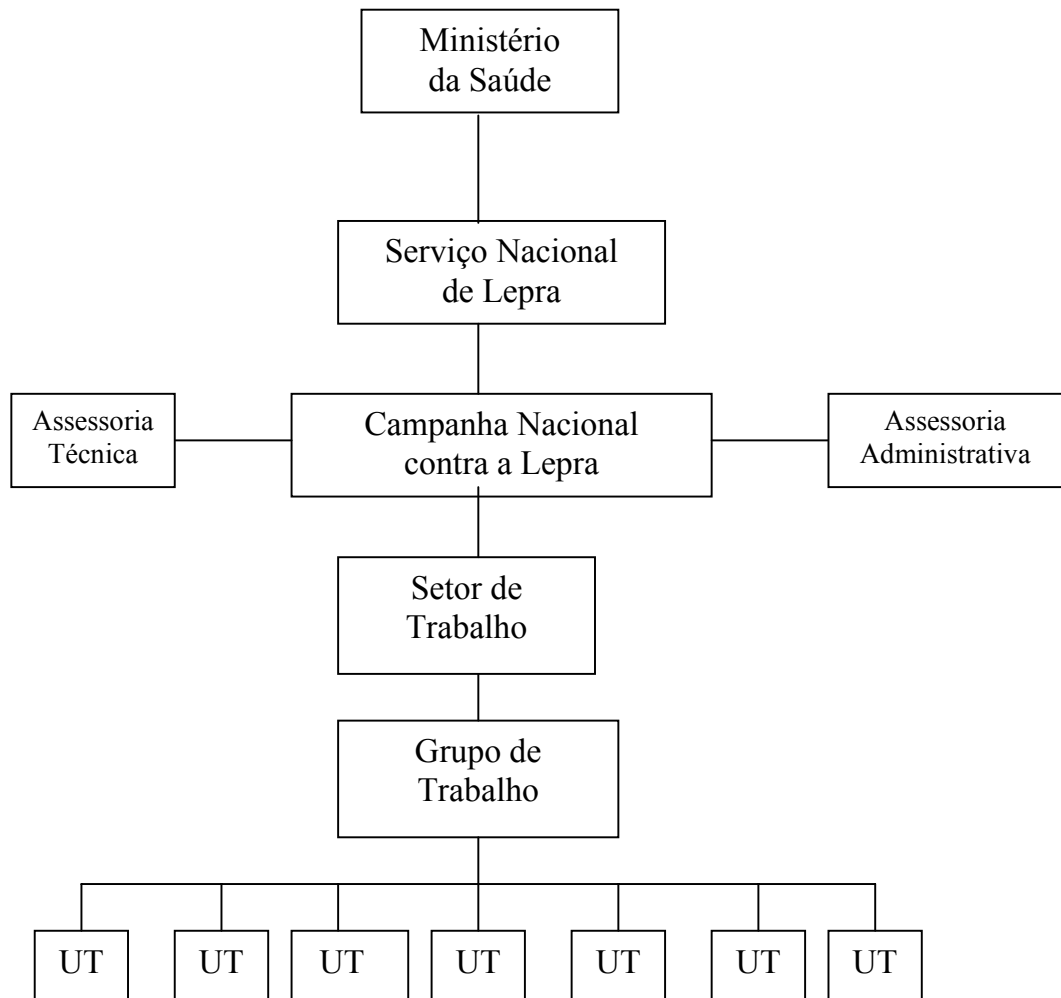 Ministério
da Saúde
Serviço Nacional
de Lepra
Assessoria
Técnica
Campanha Nacional
contra a Lepra
Assessoria
Administrativa
Setor de
Trabalho
Grupo de
Trabalho
UT
UT
UT
UT
UT
UT
UT